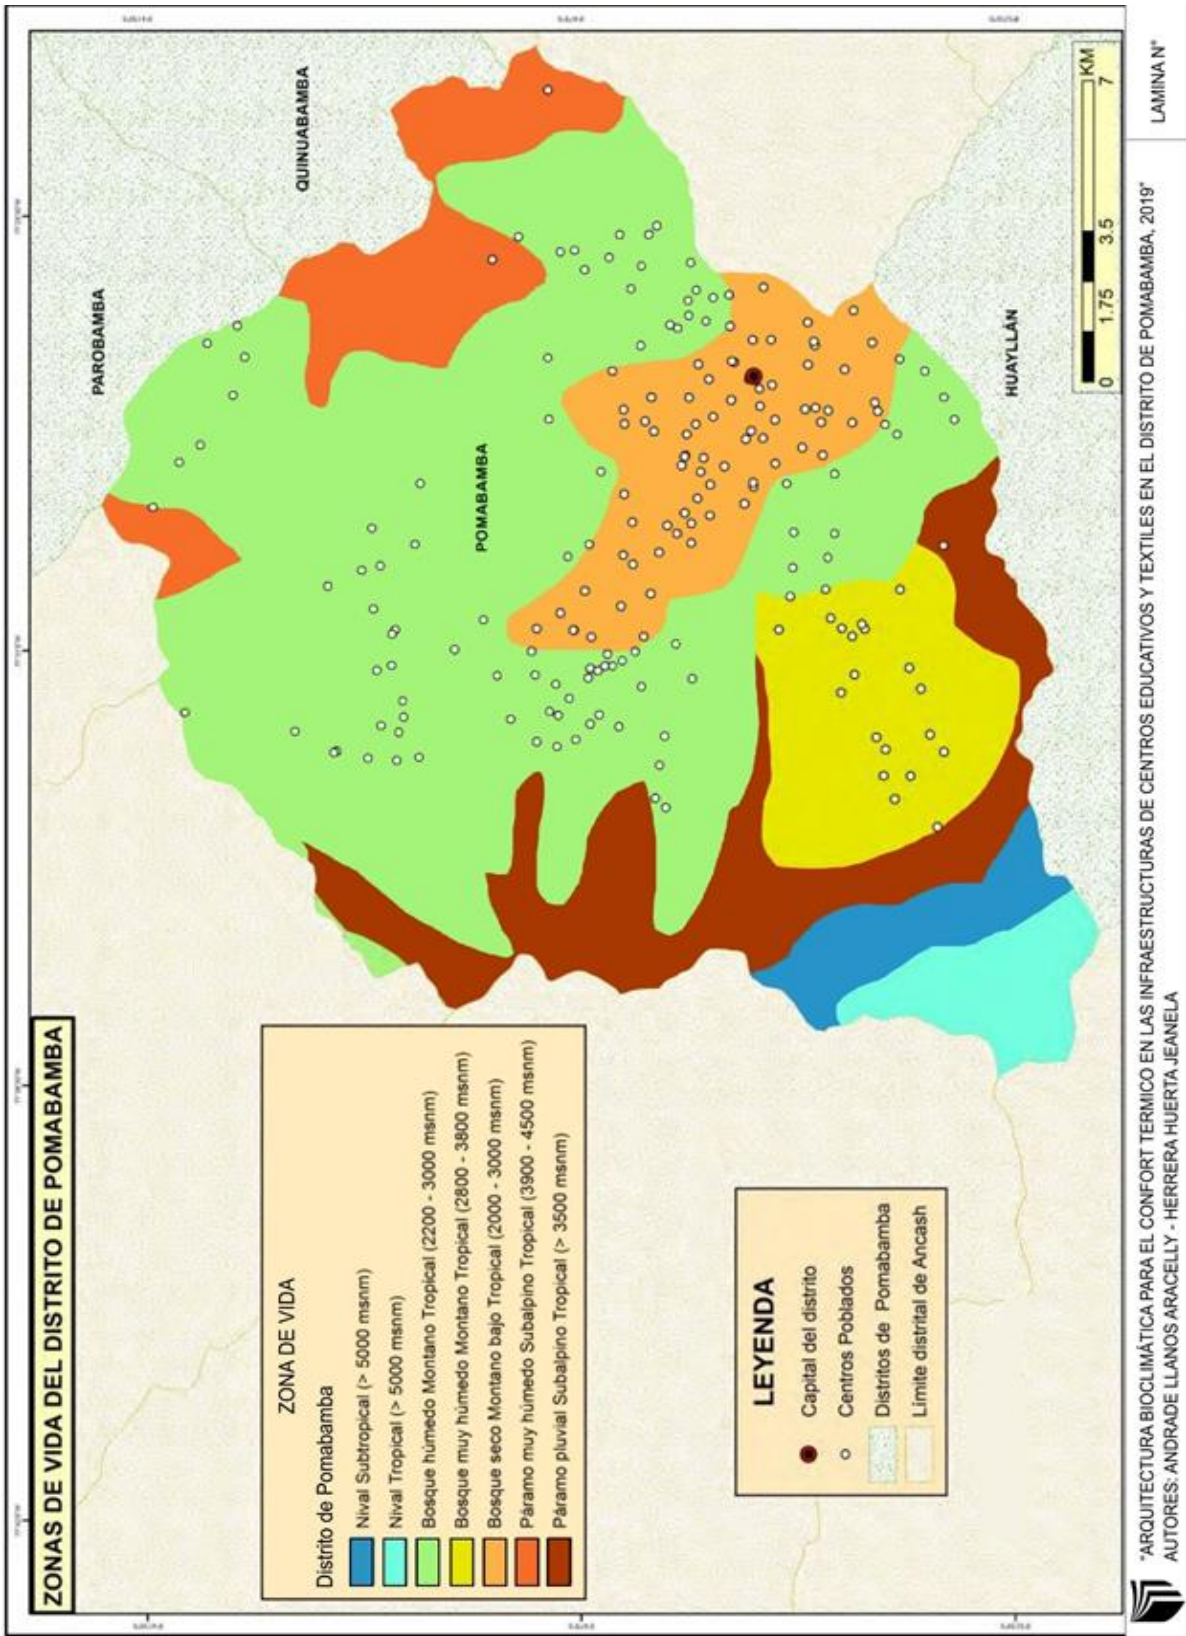 ZONAS DE VIDA DEL DISTRITO DE POMABAMBA
PAROBAMBA
QUINUABAMBA
POMABAMBA
HUAYLLÁN
ZONA DE VIDA
Distrito de Pomabamba
Nival Subtropical (> 5000 msnm)
Nival Tropical (> 5000 msnm)
Bosque húmedo Montano Tropical (2200 - 3000 msnm)
Bosque muy húmedo Montano Tropical (2800 - 3800 msnm)
Bosque seco Montano bajo Tropical (2000 - 3000 msnm)
Páramo muy húmedo Subalpino Tropical (3900 - 4500 msnm)
Páramo pluvial Subalpino Tropical (> 3500 msnm)
LEYENDA
Capital del distrito
Centros Poblados
Distritos de Pomabamba
Límite distrital de Ancash
KM
0 1.75 3.5 7
"ARQUITECTURA BIOCLIMÁTICA PARA EL CONFORT TERMICO EN LAS INFRAESTRUCTURAS DE CENTROS EDUCATIVOS Y TEXTILES EN EL DISTRITO DE POMABAMBA, 2019"
AUTORES: ANDRADE LLANOS ARACELLY - HERRERA HUERTA JEANELA
LAMINA N°